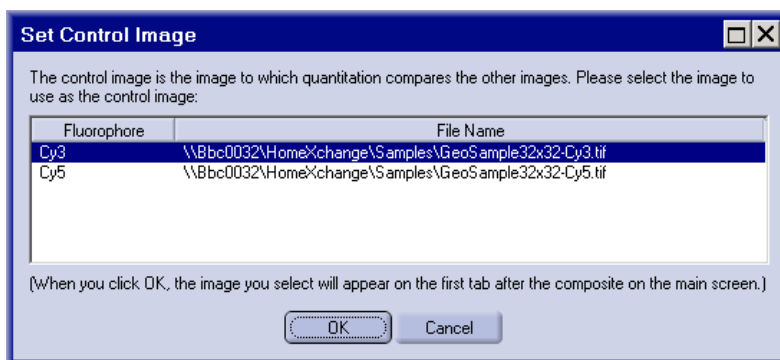 Set Control Image
The control image is the image to which quantitation compares the other images. Please select the image to
use as the control image:
Fluorophore File Name
Cy3 \\Bbc0032\HomeXchange\Samples\GeoSample32x32-Cy3.tif
Cy5 \\Bbc0032\HomeXchange\Samples\GeoSample32x32-Cy5.tif
(When you click OK, the image you select will appear on the first tab after the composite on the main screen.)
OK Cancel